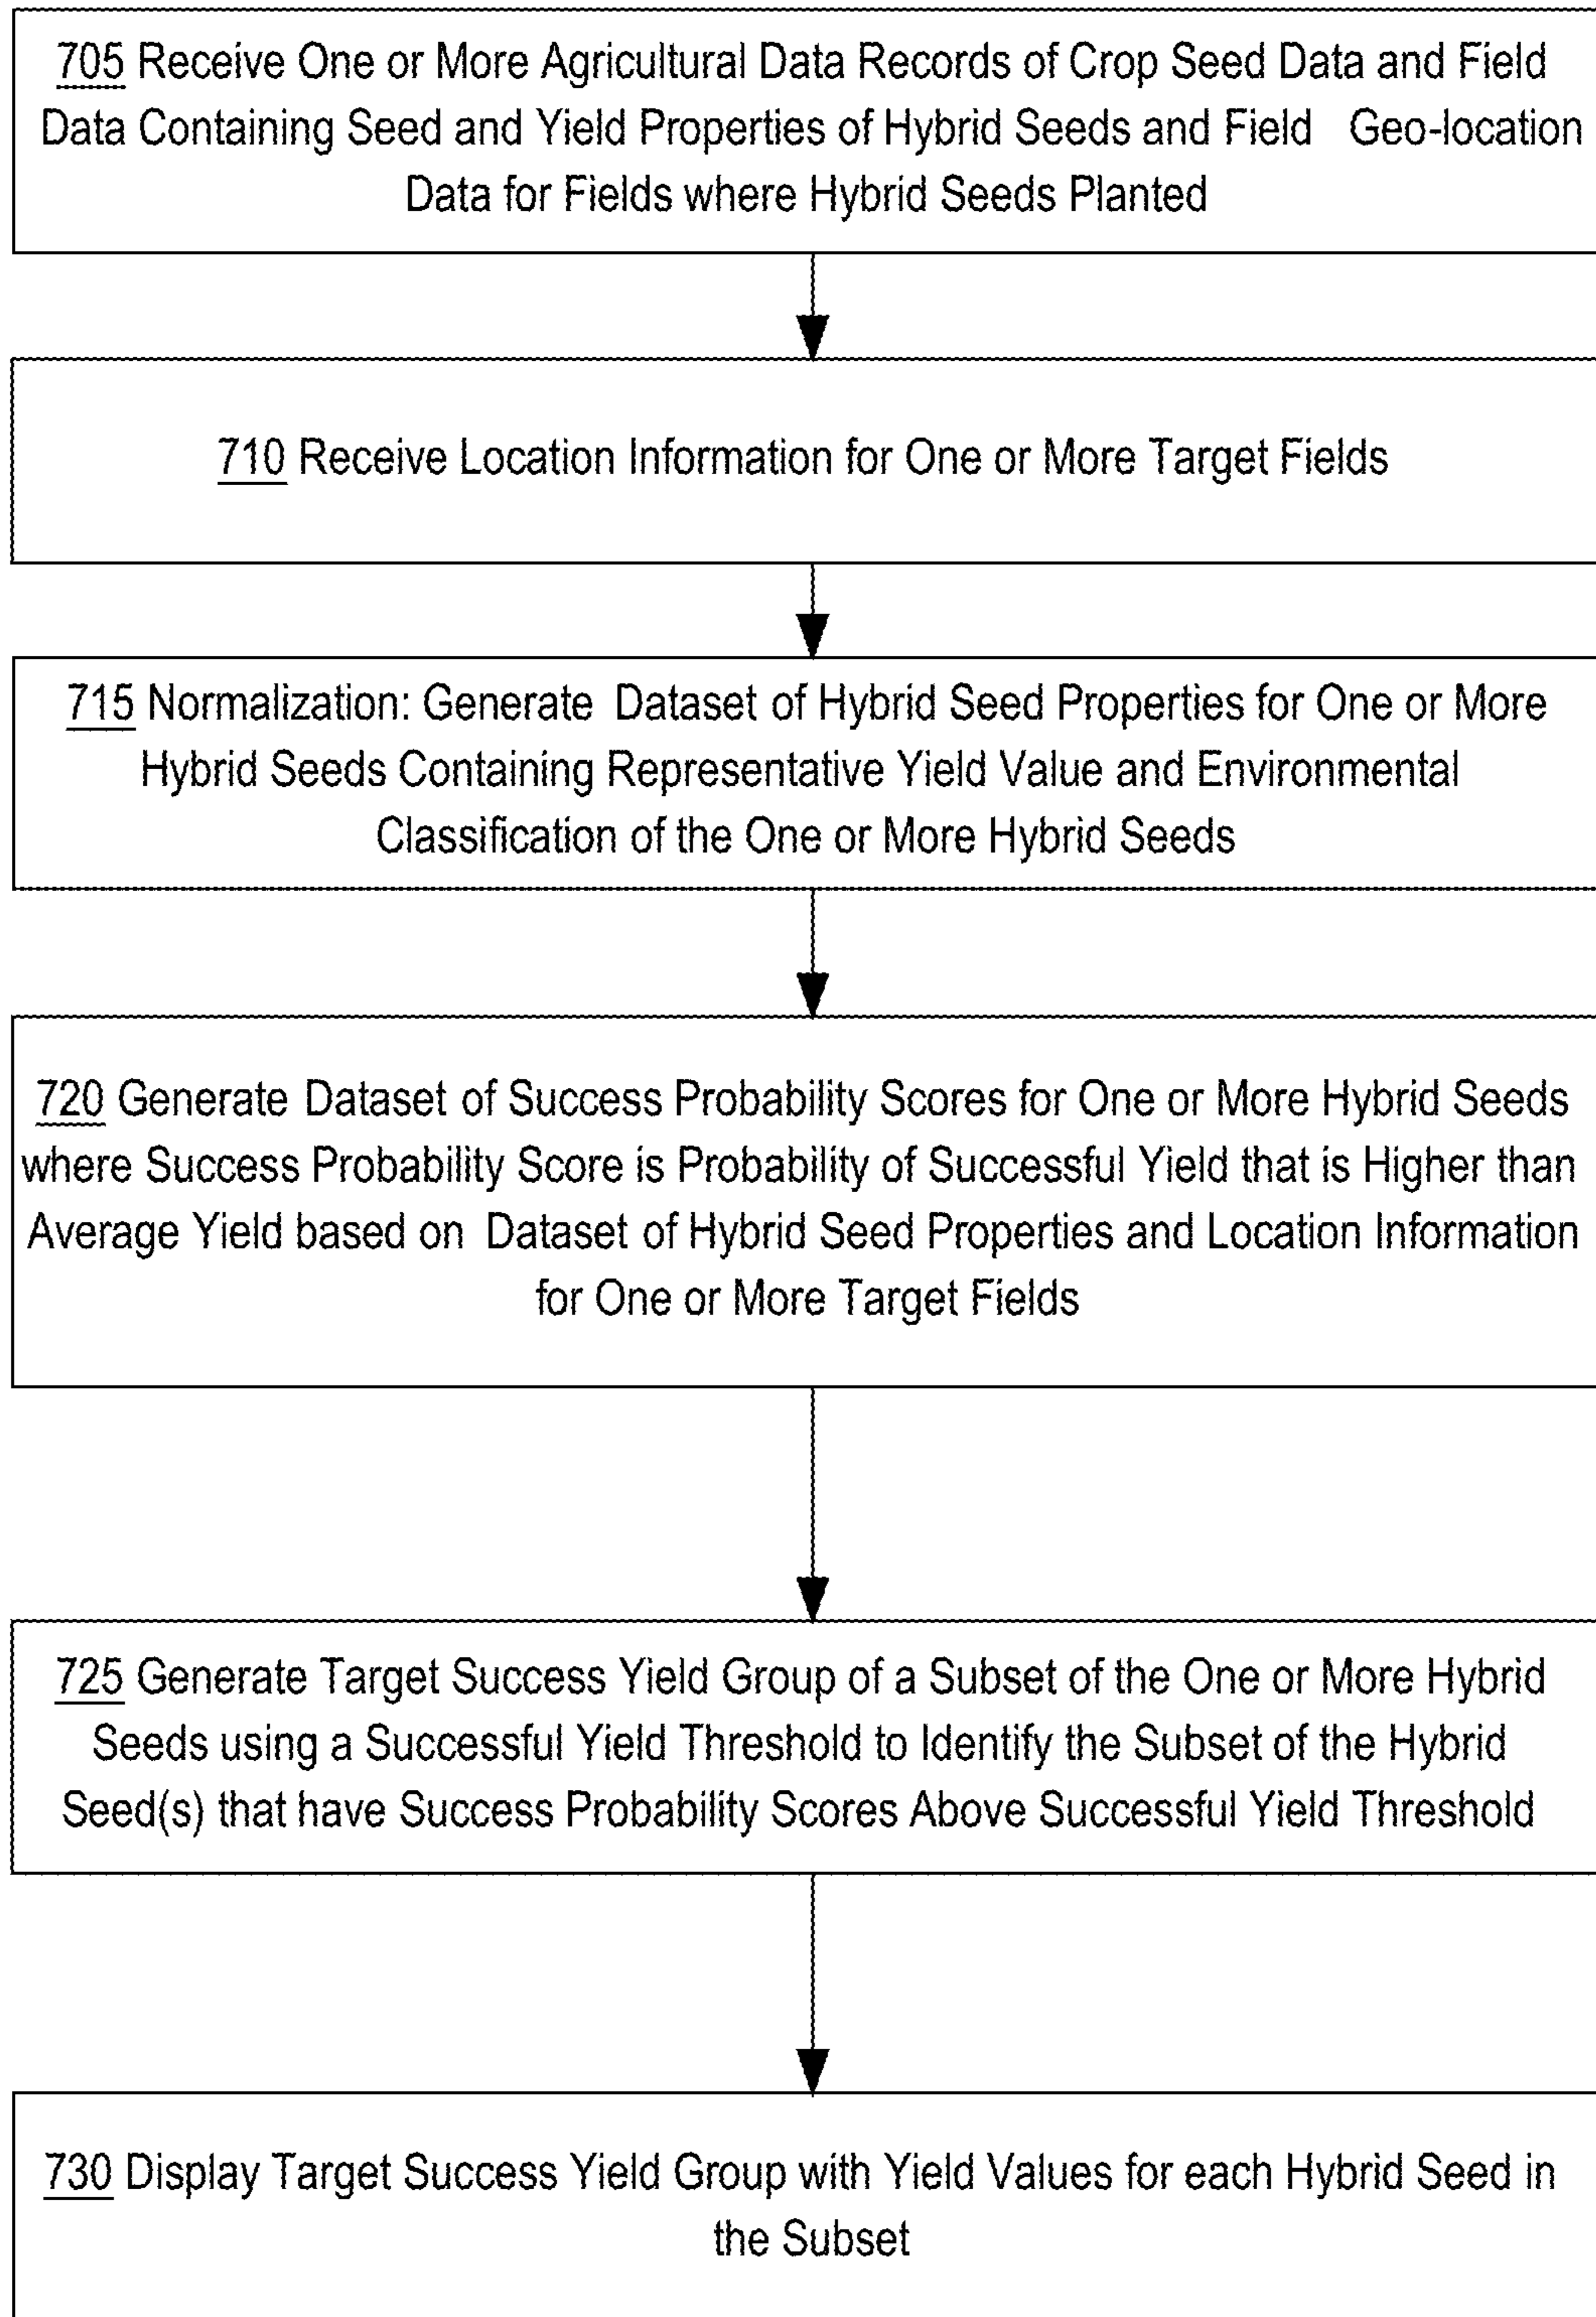 705 Receive One or More Agricultural Data Records of Crop Seed Data and Field
Data Containing Seed and Yield Properties of Hybrid Seeds and Field Geo-location
Data for Fields where Hybrid Seeds Planted
710 Receive Location Information for One or More Target Fields
715 Normalization: Generate Dataset of Hybrid Seed Properties for One or More
Hybrid Seeds Containing Representative Yield Value and Environmental
Classification of the One or More Hybrid Seeds
720 Generate Dataset of Success Probability Scores for One or More Hybrid Seeds
where Success Probability Score is Probability of Successful Yield that is Higher than
Average Yield based on Dataset of Hybrid Seed Properties and Location Information
for One or More Target Fields
725 Generate Target Success Yield Group of a Subset of the One or More Hybrid
Seeds using a Successful Yield Threshold to Identify the Subset of the Hybrid
Seed(s) that have Success Probability Scores Above Successful Yield Threshold
730 Display Target Success Yield Group with Yield Values for each Hybrid Seed in
the Subset